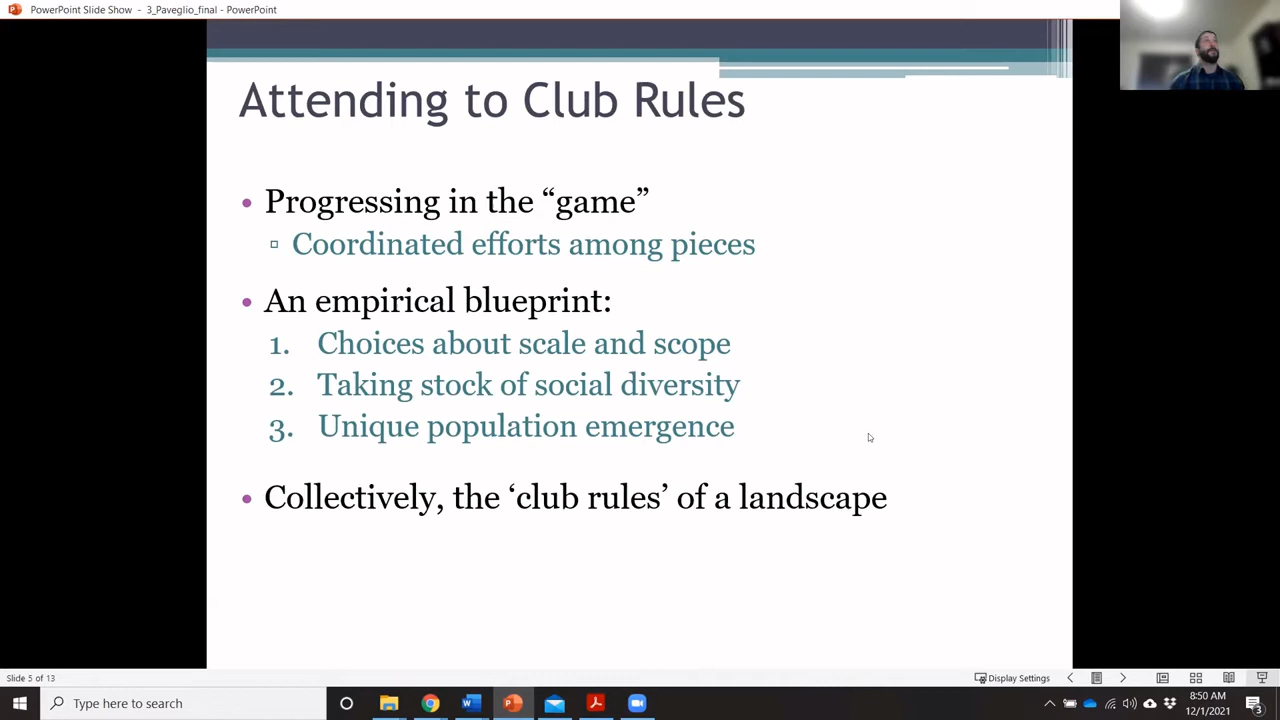 PowerPoint Slide Show - 3_Paveglio_final - PowerPoint
Attending to Club Rules
• Progressing in the “game”
▫ Coordinated efforts among pieces
• An empirical blueprint:
1. Choices about scale and scope
2. Taking stock of social diversity
3. Unique population emergence
• Collectively, the ‘club rules’ of a landscape
Slide 5 of 13
Display Settings
Type here to search
8:50 AM
12/1/2021
3